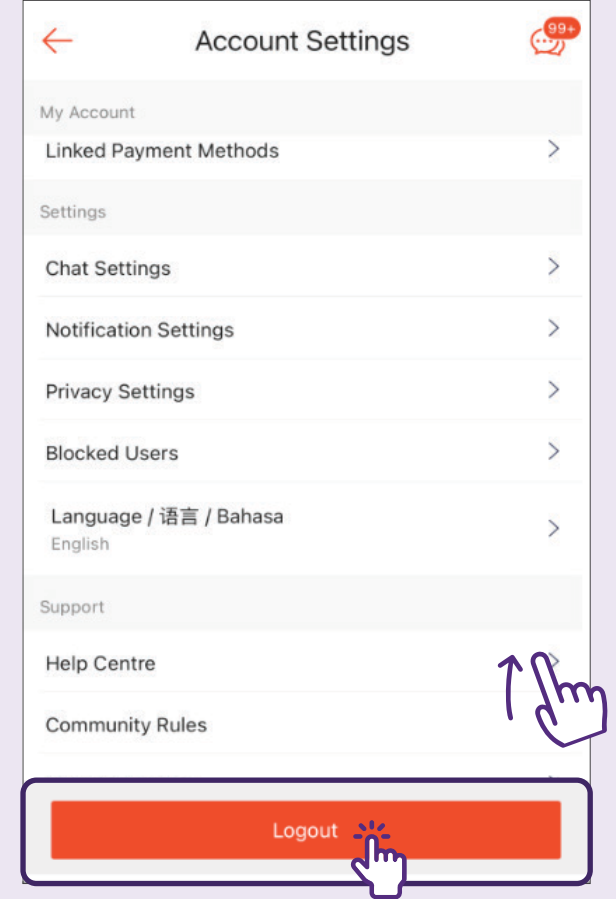 Account Settings
99+
My Account
Linked Payment Methods
Settings
Chat Settings
Notification Settings
Privacy Settings
Blocked Users
Language / 语言 / Bahasa
English
Support
Help Centre
Community Rules
Logout